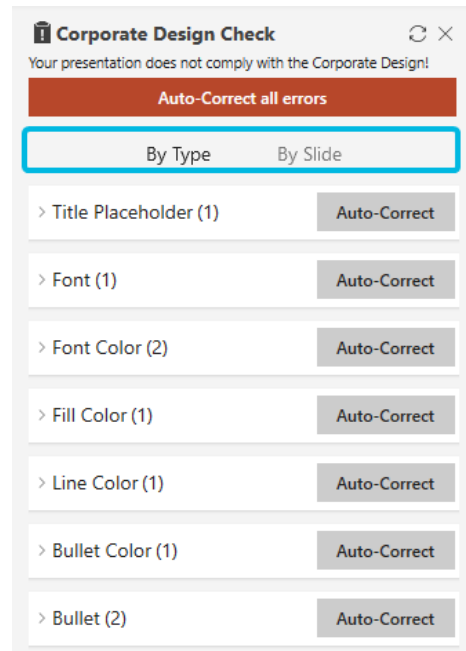 Corporate Design Check
Your presentation does not comply with the Corporate Design!
Auto-Correct all errors
By Type By Slide
Title Placeholder (1) Auto-Correct
Font (1) Auto-Correct
Font Color (2) Auto-Correct
Fill Color (1) Auto-Correct
Line Color (1) Auto-Correct
Bullet Color (1) Auto-Correct
Bullet (2) Auto-Correct